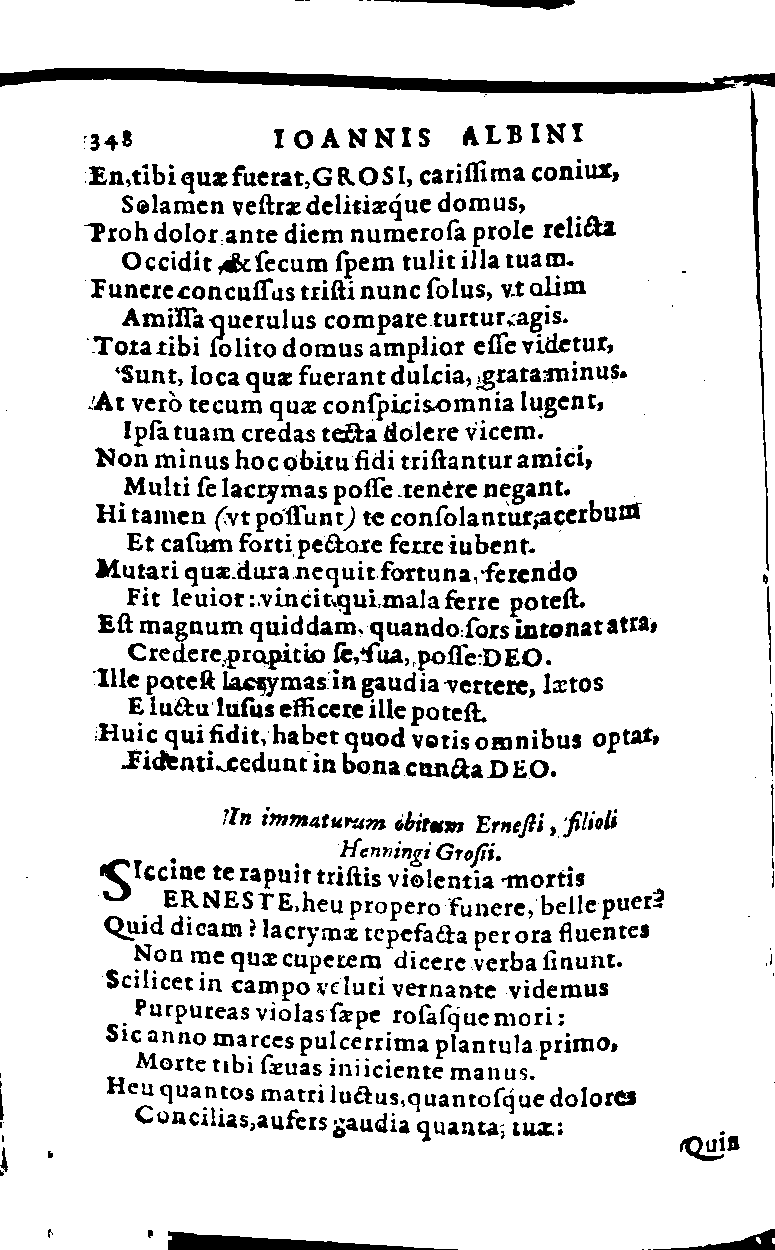 348 IOANNIS ALBINI
En, tibi quæ fuerat, GROSI, cariſſima coniux,
Solamen veſtræ delitiæq́ue domus,
Proh dolor ante diem numeroſa prole relicta
Occidit, & ſecum ſpem tulit illa tuam.
Funere concuſſus triſti nunc ſolus, vt olim
Amiſſa querulus compare turtur, agis.
Tota tibi ſolito domus amplior eſſe videtur,
Sunt, loca quæ fuerant dulcia, grata minus.
At verò tecum quæ conſpicis omnia lugent,
Ipſa tuam credas tecta dolere vicem.
Non minus hoc obitu fidi triſtantur amici,
Multi ſe lacrymas poſſe tenere negant.
Hi tamen (vt poſſunt) te conſolantur, acerbum
Et caſum forti pectore ferre iubent.
Mutari quæ dura nequit fortuna, ferendo
Fit leuior: vincit qui mala ferre poteſt.
Eſt magnum quiddam, quando ſors intonat atra,
Credere, propitio ſe, ſua, poſſe DEO.
Ille poteſt lacrymas in gaudia vertere, lætos
E luctu luſus efficere ille poteſt.
Huic qui fidit, habet quod votis omnibus optat,
Fidenti cedunt in bona cuncta DEO.
In immaturum obitum Erneſti, filioli
Henningi Groſii.
SIccine te rapuit triſtis violentia mortis
ERNESTE, heu propero funere, belle puer?
Quid dicam? lacrymæ tepefacta per ora fluentes
Non me quæ cuperem dicere verba ſinunt.
Scilicet in campo veluti vernante videmus
Purpureas violas ſæpe roſaſq́ue mori:
Sic anno marces pulcerrima plantula primo,
Morte tibi ſæuas iniiciente manus.
Heu quantos matri luctus, quantoſq́ue dolores
Concilias, aufers gaudia quanta, tuæ:
Quin